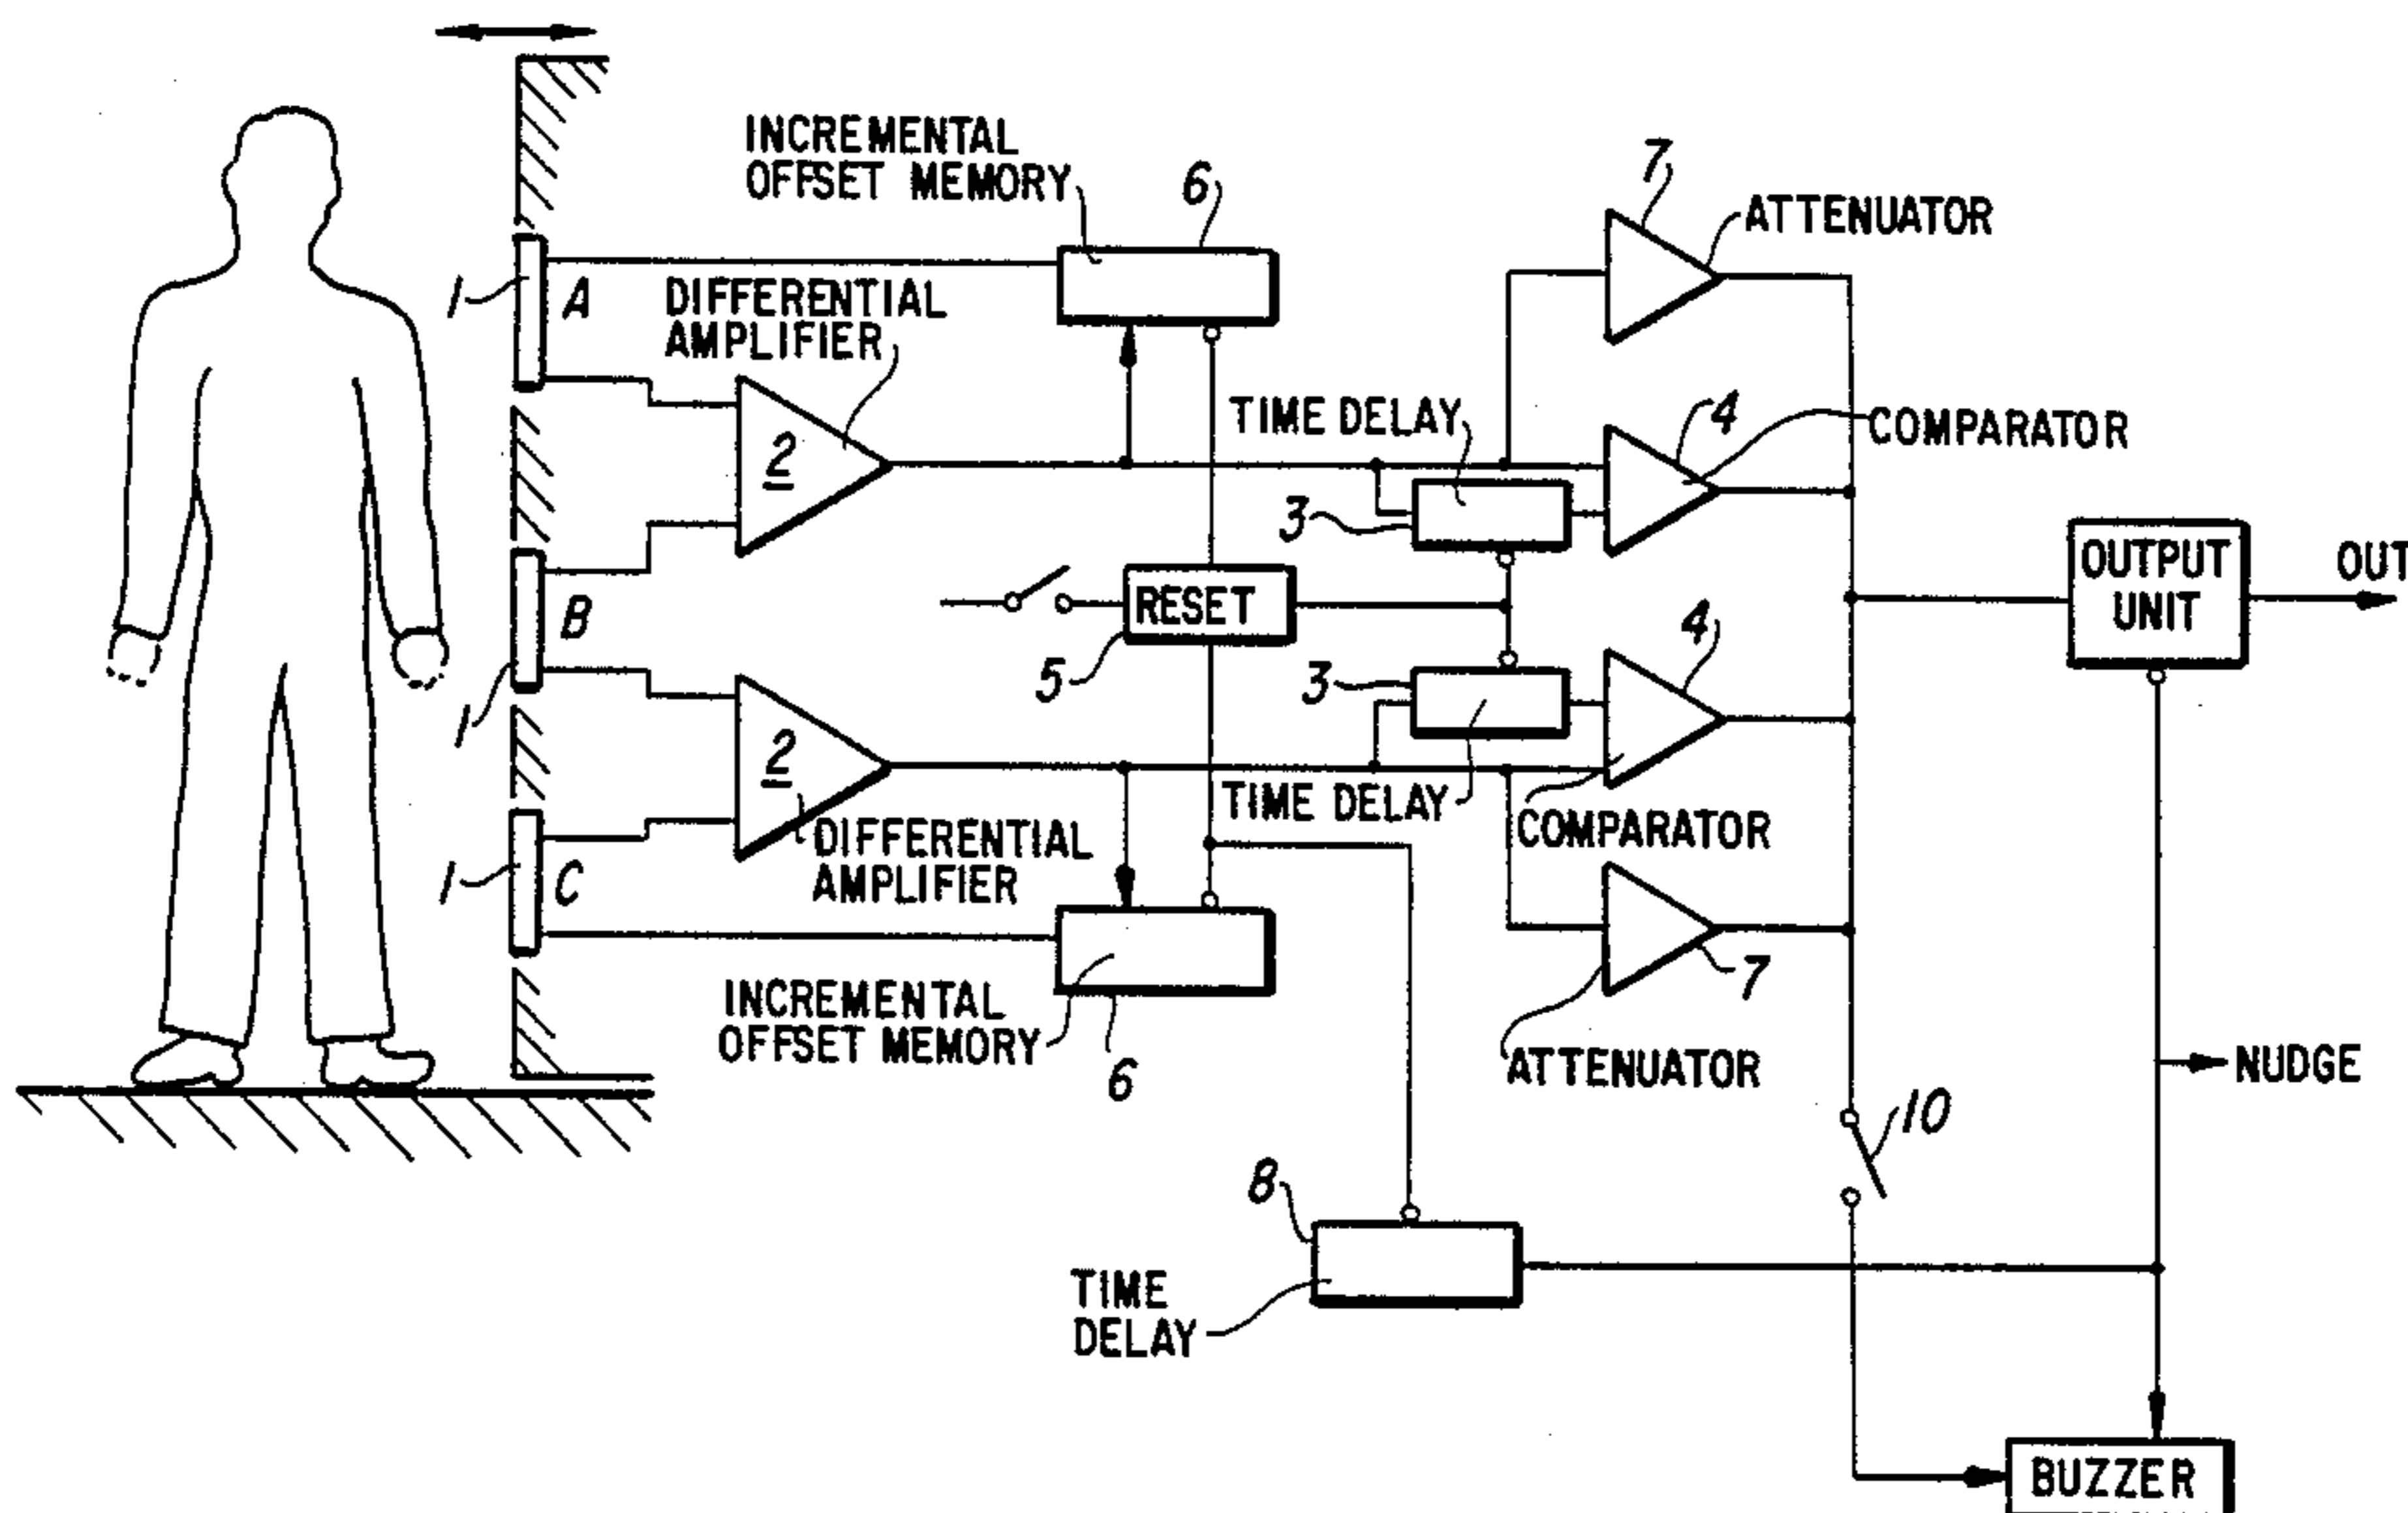 INCREMENTAL
OFFSET MEMORY
6
7
ATTENUATOR
1
A
DIFFERENTIAL
AMPLIFIER
2
TIME DELAY
4
COMPARATOR
3
B
1
RESET
5
OUTPUT
UNIT
OUT
3
4
2
TIME DELAY
COMPARATOR
DIFFERENTIAL
AMPLIFIER
1
C
INCREMENTAL
OFFSET MEMORY
6
7
ATTENUATOR
NUDGE
10
8
TIME
DELAY
BUZZER